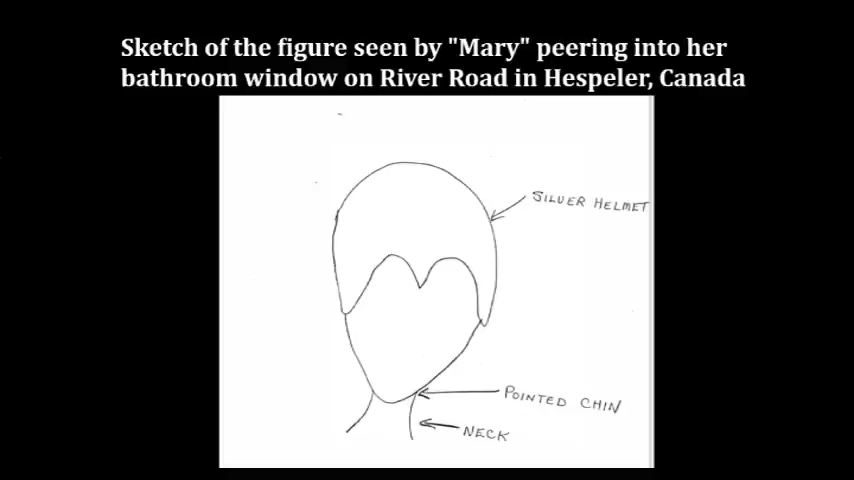 Sketch of the figure seen by "Mary" peering into her
bathroom window on River Road in Hespeler, Canada
SILVER HELMET
POINTED CHIN
NECK